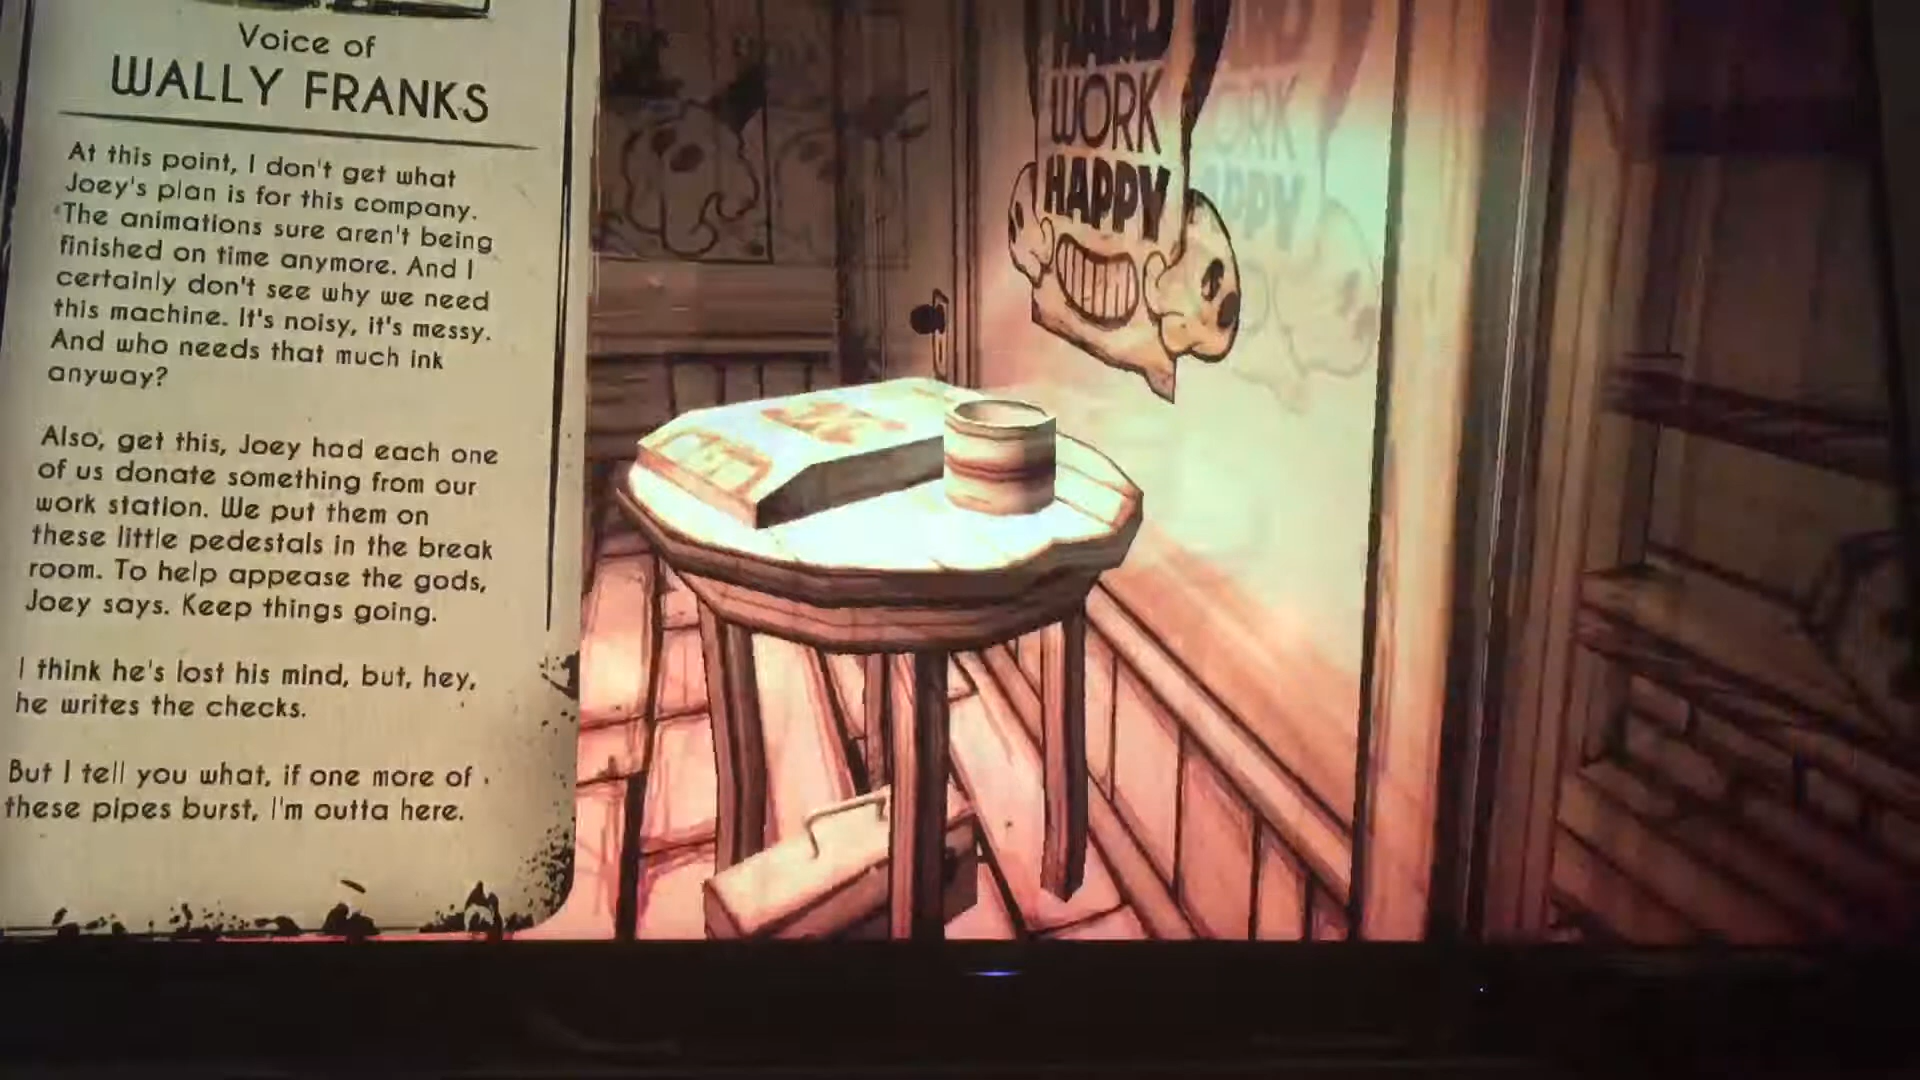 Voice of
WALLY FRANKS
At this point, I don't get what
Joey's plan is for this company.
The animations sure aren't being
finished on time anymore. And I
certainly don't see why we need
this machine. It's noisy, it's messy.
And who needs that much ink
anyway?
Also, get this, Joey had each one
of us donate something from our
work station. We put them on
these little pedestals in the break
room. To help appease the gods,
Joey says. Keep things going.
I think he's lost his mind, but, hey,
he writes the checks.
But I tell you what, if one more of
these pipes burst, I'm outta here.
HARD
WORK
HAPPY